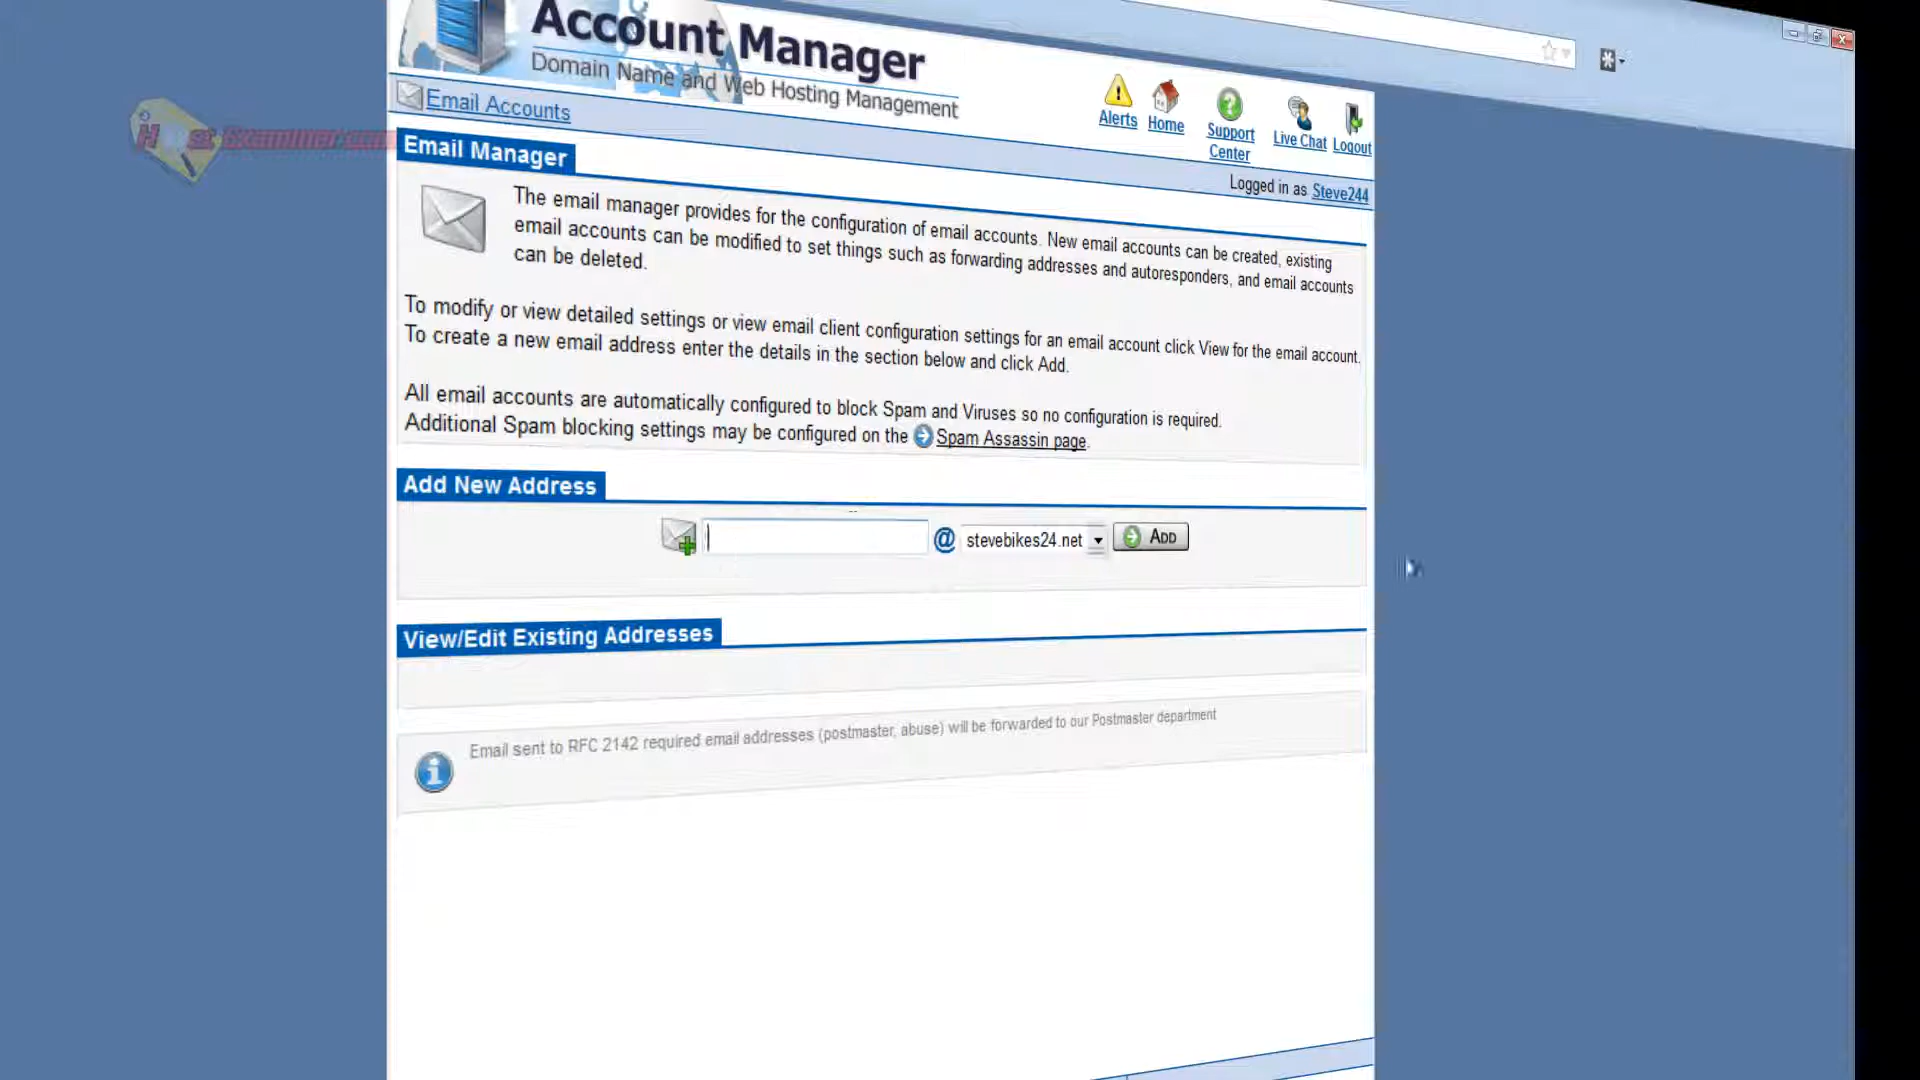 Account Manager
Domain Name and Web Hosting Management
Alerts
Home
Support
Center
Live Chat
Logout
Email Accounts
Logged in as Steve244
HostExaminer.com
Email Manager
The email manager provides for the configuration of email accounts. New email accounts can be created, existing
email accounts can be modified to set things such as forwarding addresses and autoresponders, and email accounts
can be deleted.
To modify or view detailed settings or view email client configuration settings for an email account click View for the email account.
To create a new email address enter the details in the section below and click Add.
All email accounts are automatically configured to block Spam and Viruses so no configuration is required.
Additional Spam blocking settings may be configured on the Spam Assassin page.
Add New Address
@ stevebikes24.net ADD
View/Edit Existing Addresses
Email sent to RFC 2142 required email addresses (postmaster, abuse) will be forwarded to our Postmaster department